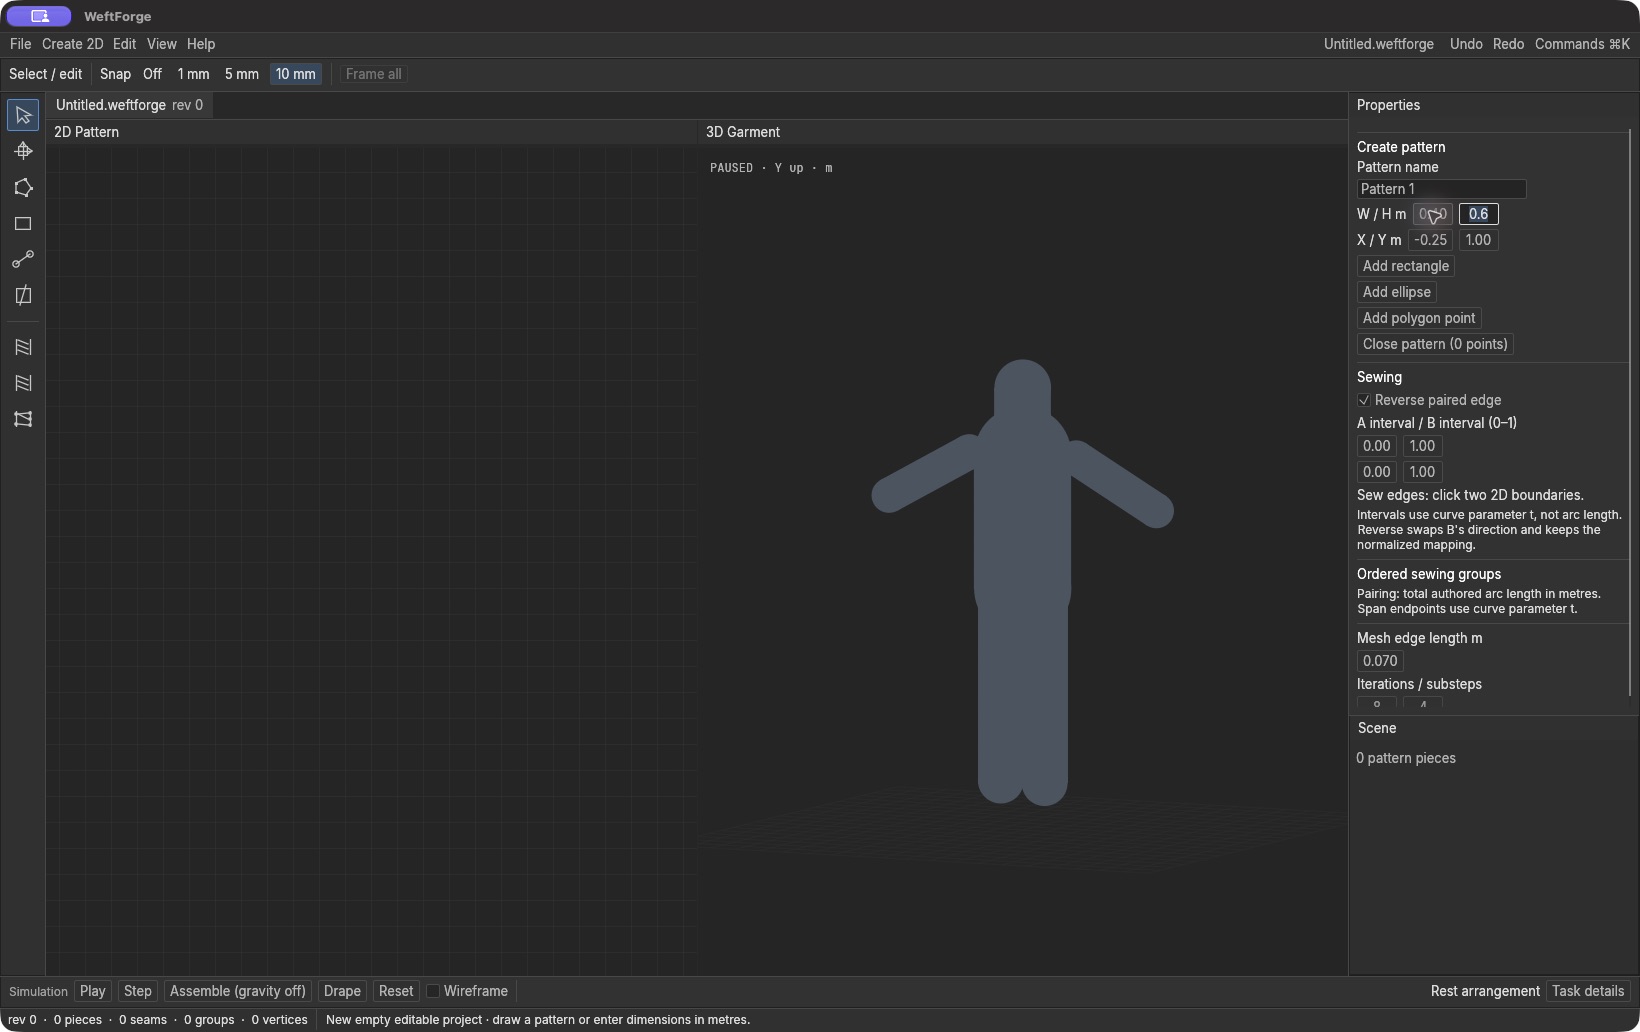 WeftForge
File Create 2D Edit View Help
Untitled.weftforge Undo Redo Commands ⌘K
Select / edit Snap Off 1 mm 5 mm 10 mm Frame all
Untitled.weftforge rev 0
2D Pattern
3D Garment
PAUSED · Y up · m
Properties
Create pattern
Pattern name
Pattern 1
W / H m 0.6
X / Y m -0.25 1.00
Add rectangle
Add ellipse
Add polygon point
Close pattern (0 points)
Sewing
Reverse paired edge
A interval / B interval (0–1)
0.00 1.00
0.00 1.00
Sew edges: click two 2D boundaries.
Intervals use curve parameter t, not arc length.
Reverse swaps B's direction and keeps the
normalized mapping.
Ordered sewing groups
Pairing: total authored arc length in metres.
Span endpoints use curve parameter t.
Mesh edge length m
0.070
Iterations / substeps
Scene
0 pattern pieces
Simulation Play Step Assemble (gravity off) Drape Reset Wireframe
Rest arrangement Task details
rev 0 · 0 pieces · 0 seams · 0 groups · 0 vertices New empty editable project · draw a pattern or enter dimensions in metres.